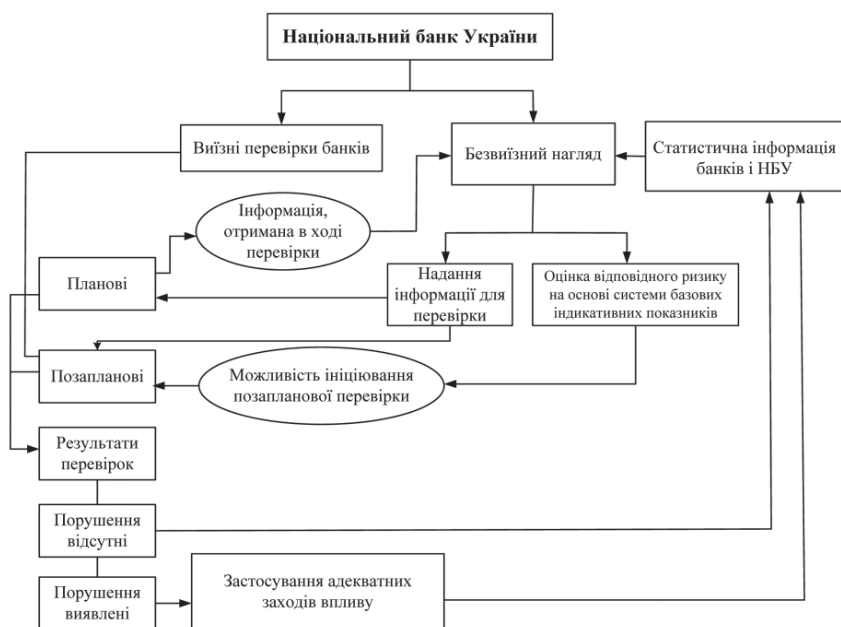 Національний банк України
Виїзні перевірки банків
Безвиїзний нагляд
Статистична інформація
банків і НБУ
Інформація,
отримана в ході
перевірки
Планові
Надання
інформації для
перевірки
Оцінка відповідного ризику
на основі системи базових
індикативних показників
Позапланові
Можливість ініціювання
позапланової перевірки
Результати
перевірок
Порушення
відсутні
Порушення
виявлені
Застосування адекватних
заходів впливу